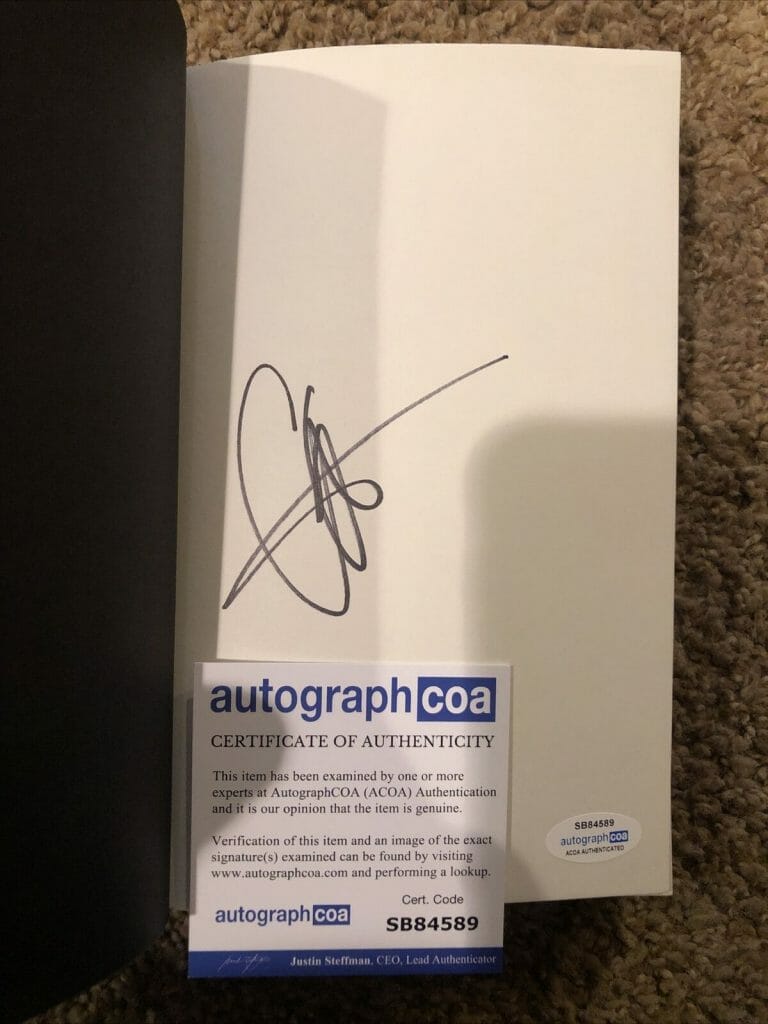 autographcoa
CERTIFICATE OF AUTHENTICITY
This item has been examined by one or more
experts at AutographCOA (ACOA) Authentication
and it is our opinion that the item is genuine.
Verification of this item and an image of the exact
signature(s) examined can be found by visiting
www.autographcoa.com and performing a lookup.
Cert. Code
autographcoa SB84589
Justin Steffman, CEO, Lead Authenticator
SB84589
autographcoa
ACOA AUTHENTICATED